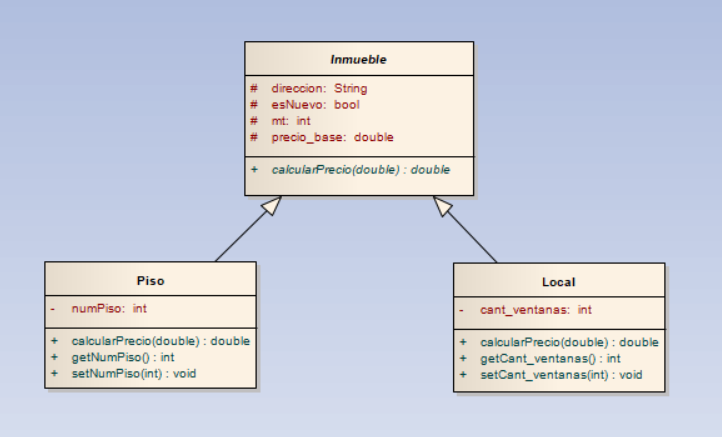 Inmueble
# direccion: String
# esNuevo: bool
# mt: int
# precio_base: double
+ calcularPrecio(double) : double
Piso
- numPiso: int
+ calcularPrecio(double) : double
+ getNumPiso() : int
+ setNumPiso(int) : void
Local
- cant_ventanas: int
+ calcularPrecio(double) : double
+ getCant_ventanas() : int
+ setCant_ventanas(int) : void